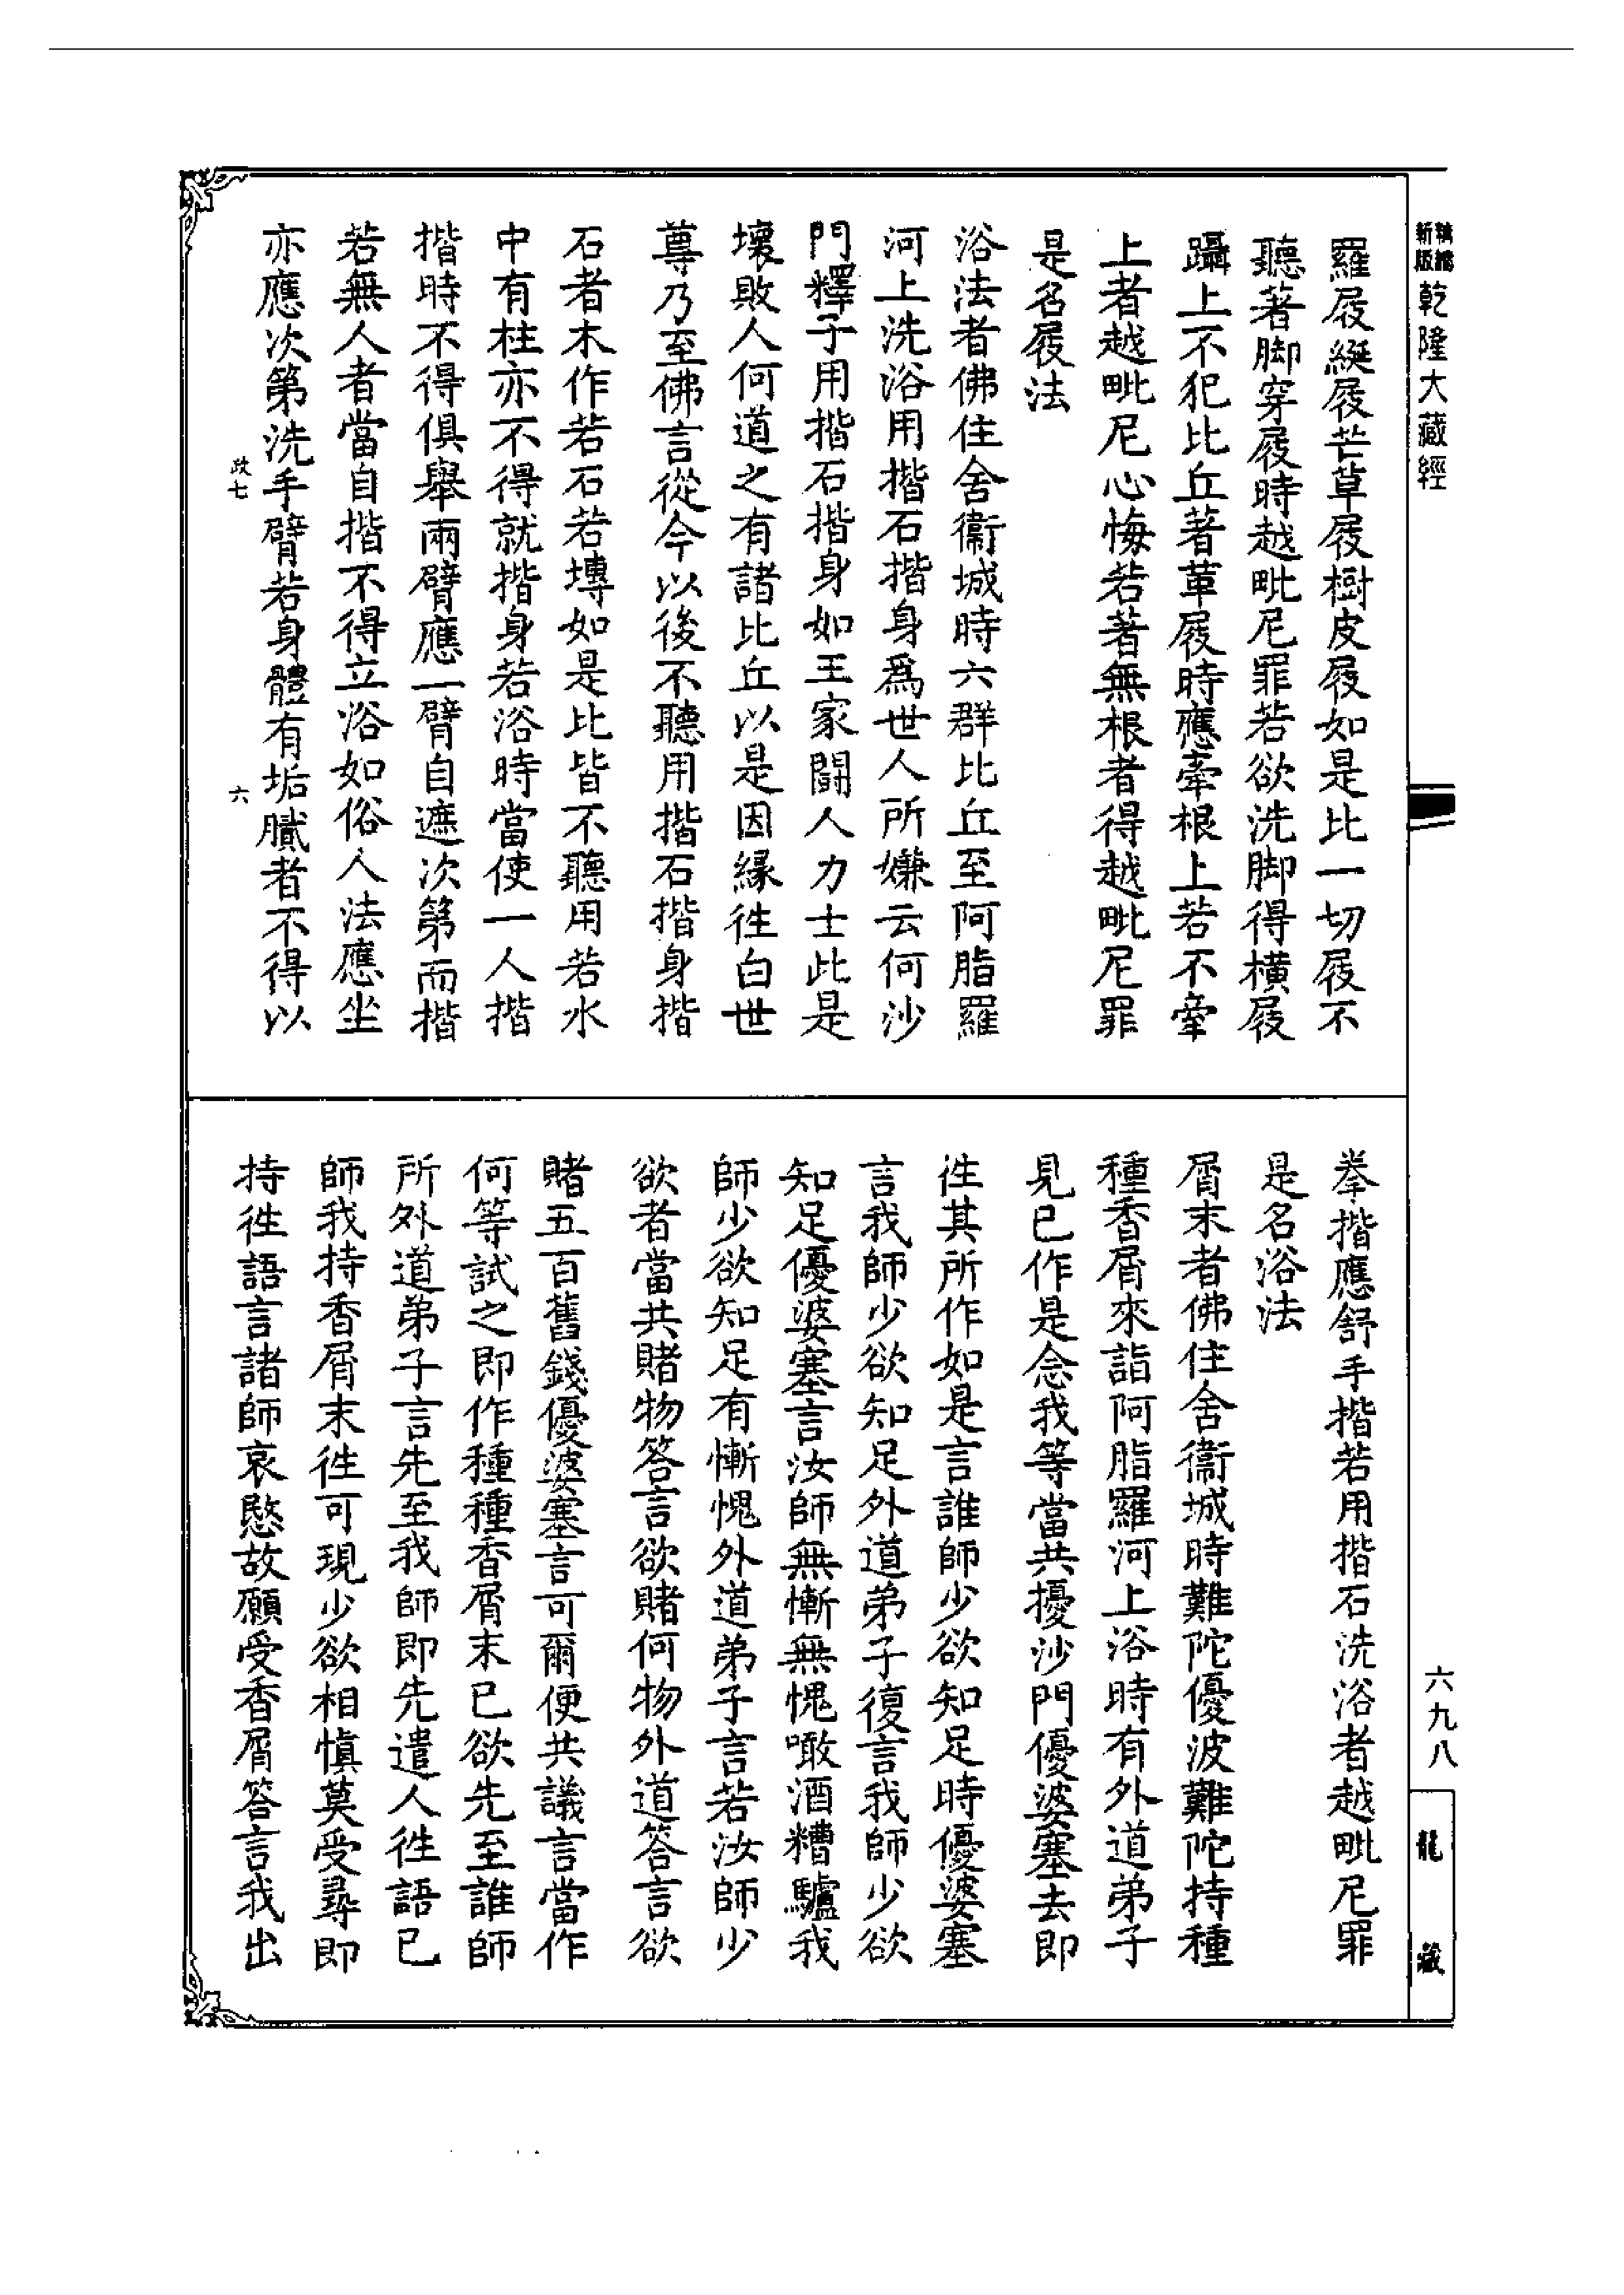 新版精編乾隆大藏經
羅屐綖屐芒草屐樹皮屐如是比一切屐不
聽著脚穿屐時越毗尼罪若欲洗脚得橫屐
躡上不犯比丘著革屐時應牽根上若不牽
上者越毗尼心悔若著無根者得越毗尼罪
是名屐法
浴法者佛住舍衞城時六群比丘至阿脂羅
河上洗浴用揩石揩身爲世人所嫌云何沙
門釋子用揩石揩身如王家鬪人力士此是
壞敗人何道之有諸比丘以是因緣徃白世
尊乃至佛言從今以後不聽用揩石揩身揩
石者木作若石若塼如是比皆不聽用若水
中有柱亦不得就揩身若浴時當使一人揩
揩時不得俱舉兩臂應一臂自遮次第而揩
若無人者當自揩不得立浴如俗人法應坐
亦應次第洗手臂若身體有垢膩者不得以
政七 六
拳揩應舒手揩若用揩石洗浴者越毗尼罪
是名浴法
屑末者佛住舍衞城時難陀優波難陀持種
種香屑來詣阿脂羅河上浴時有外道弟子
見已作是念我等當共擾沙門優婆塞去即
徃其所作如是言誰師少欲知足時優婆塞
言我師少欲知足外道弟子復言我師少欲
知足優婆塞言汝師無慚無愧噉酒糟驢我
師少欲知足有慚愧外道弟子言若汝師少
欲者當共賭物答言欲賭何物外道答言欲
賭五百舊錢優婆塞言可爾便共議言當作
何等試之即作種種香屑末已欲先至誰師
所外道弟子言先至我師即先遣人徃語已
師我持香屑末徃可現少欲相愼莫受尋即
持徃語言諸師哀愍故願受香屑答言我出
六九八
龍藏